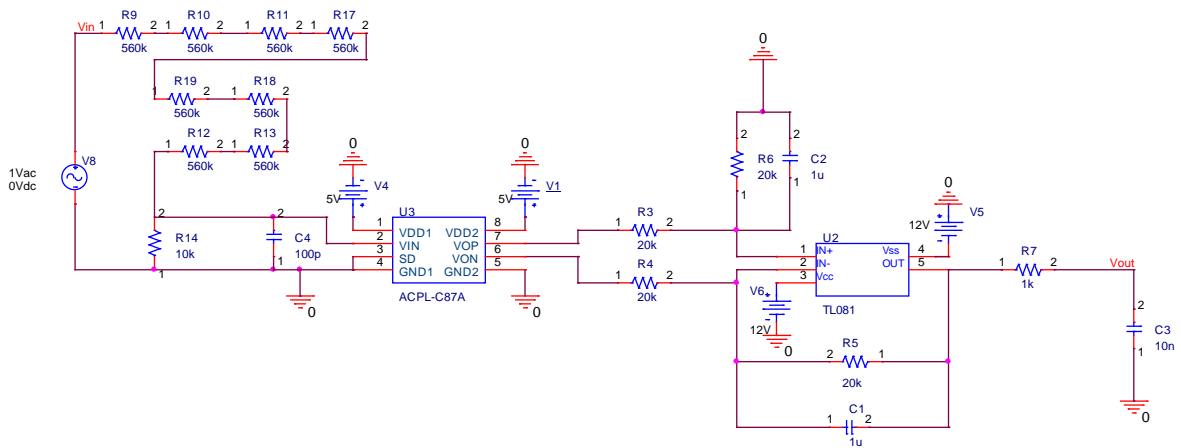 R9 R10 R11 R17
Vin 1 2 1 2 1 2 1 2
560k 560k 560k 560k
0
R19 R18
1 2 1 2
560k 560k
R12 R13
1 2 1 2
560k 560k
V8
1Vac
0Vdc
2
R14
10k
1
2
C4
100p
1
0
0
V4
5V
0
V1
5V
U3
1 VDD1 VDD2 8
2 VIN VOP 7
3 SD VON 6
4 GND1 GND2 5
ACPL-C87A
0
2
R6
20k
1
2
C2
1u
1
R3
1 2
20k
R4
1 2
20k
U2
1 IN+ Vss 4
2 IN- OUT 5
3 Vcc
TL081
0
V5
12V
V6
12V
0
R7
1 2
1k
Vout
2
C3
10n
1
0
R5
2 1
20k
C1
1 2
1u